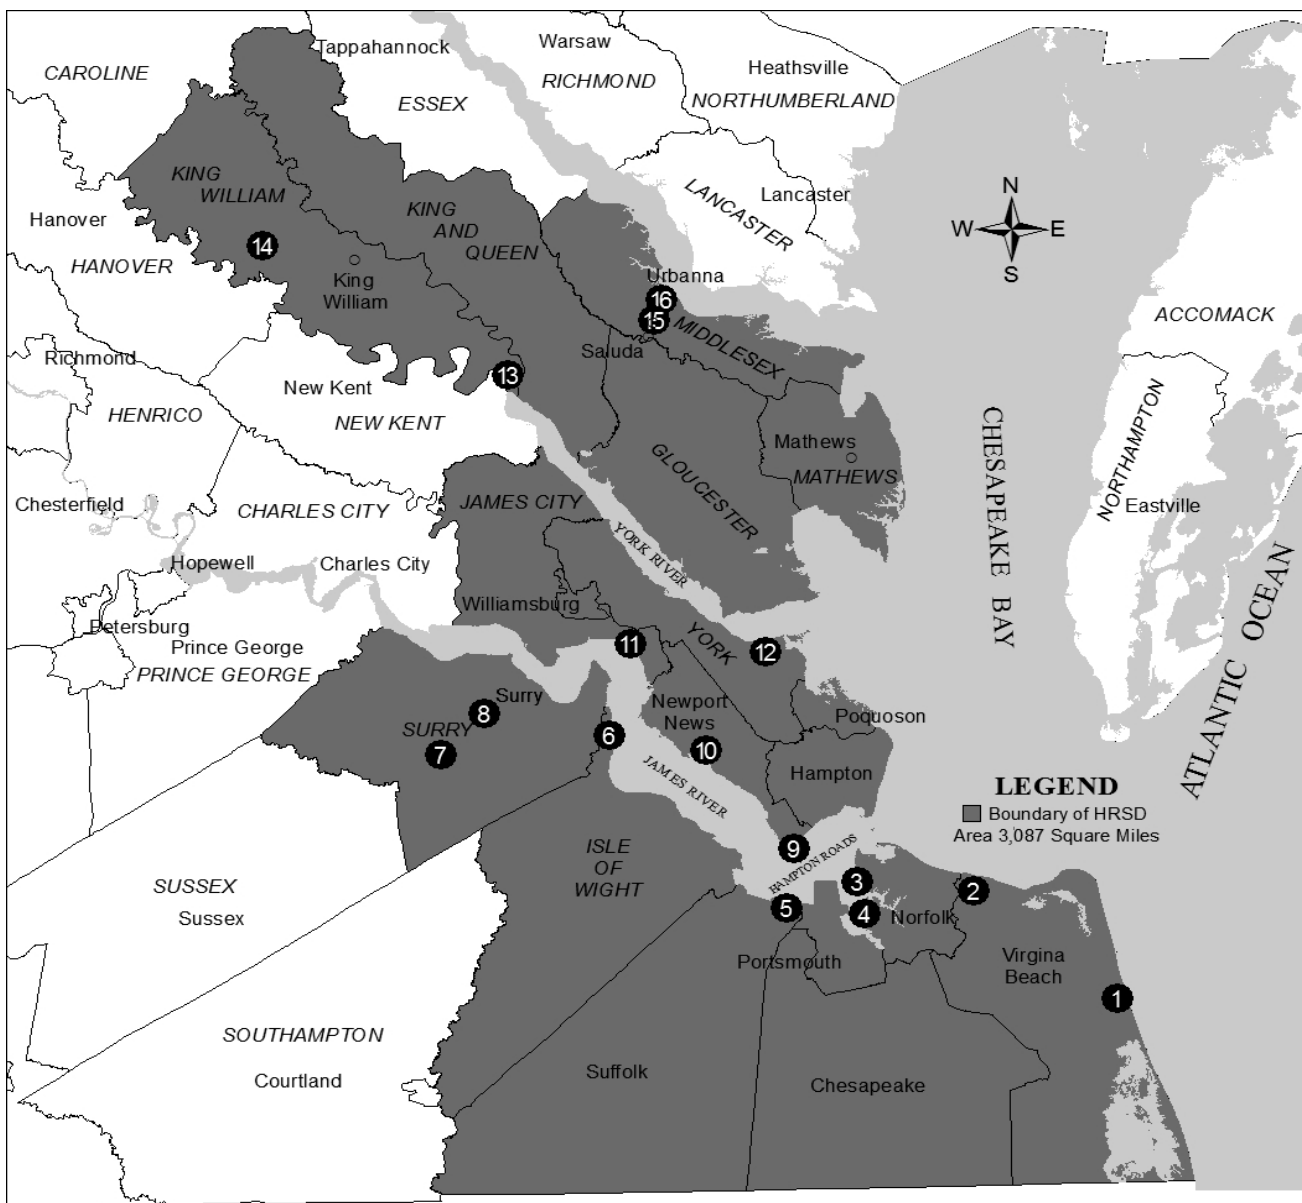 Tappahannock
Warsaw
CAROLINE
ESSEX
RICHMOND
Heathsville
NORTHUMBERLAND
KING
WILLIAM
KING
AND
QUEEN
LANCASTER
Lancaster
N
W
E
S
Hanover
HANOVER
14
King
William
Urbanna
16
15
MIDDLESEX
Saluda
ACCOMACK
Richmond
HENRICO
New Kent
NEW KENT
13
Mathews
MATHEWS
GLOUCESTER
CHESAPEAKE BAY
NORTHAMPTON
Eastville
Chesterfield
CHARLES CITY
JAMES CITY
YORK RIVER
Hopewell
Charles City
Williamsburg
Petersburg
Prince George
PRINCE GEORGE
11
YORK
12
ATLANTIC OCEAN
Surry
8
SURRY
7
6
Newport
News
10
Poquoson
Hampton
JAMES RIVER
LEGEND
Boundary of HRSD
Area 3,087 Square Miles
ISLE
OF
WIGHT
9
HAMPTON ROADS
SUSSEX
Sussex
3
2
5
4
Norfolk
Portsmouth
Virgina
Beach
1
SOUTHAMPTON
Courtland
Suffolk
Chesapeake